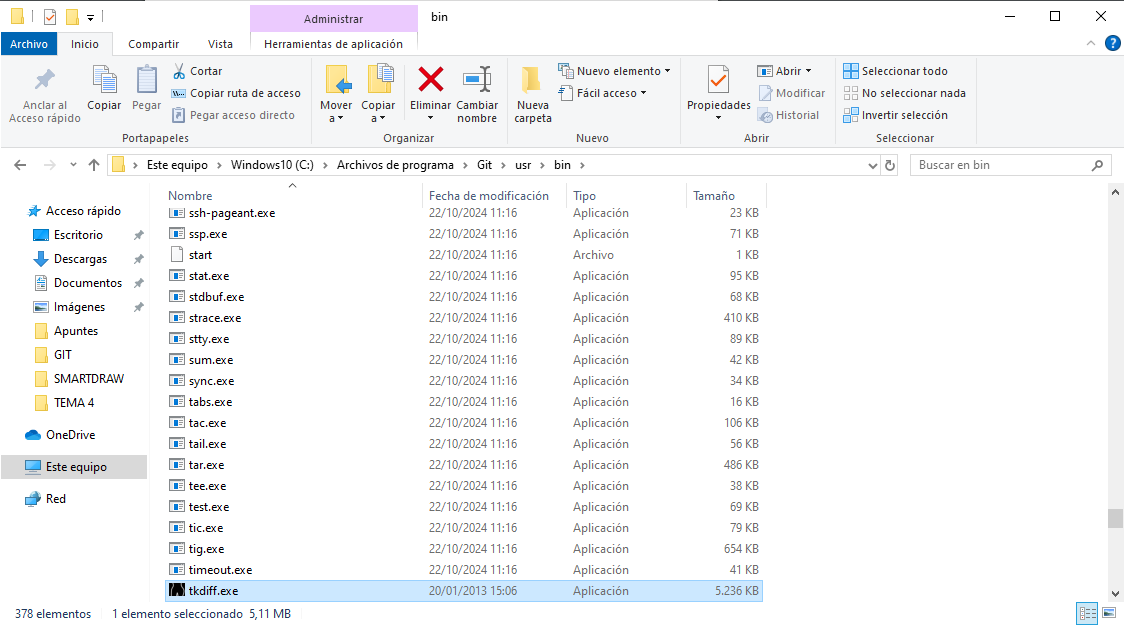 Administrar bin
Archivo Inicio Compartir Vista Herramientas de aplicación
Anclar al Acceso rápido
Copiar
Pegar
Cortar
Copiar ruta de acceso
Pegar acceso directo
Portapapeles
Mover a
Copiar a
Eliminar
Cambiar nombre
Organizar
Nueva carpeta
Nuevo elemento
Fácil acceso
Nuevo
Propiedades
Abrir
Modificar
Historial
Abrir
Seleccionar todo
No seleccionar nada
Invertir selección
Seleccionar
Este equipo > Windows10 (C:) > Archivos de programa > Git > usr > bin >
Buscar en bin
Acceso rápido
Escritorio
Descargas
Documentos
Imágenes
Apuntes
GIT
SMARTDRAW
TEMA 4
OneDrive
Este equipo
Red
Nombre Fecha de modificación Tipo Tamaño
ssh-pageant.exe 22/10/2024 11:16 Aplicación 23 KB
ssp.exe 22/10/2024 11:16 Aplicación 71 KB
start 22/10/2024 11:16 Archivo 1 KB
stat.exe 22/10/2024 11:16 Aplicación 95 KB
stdbuf.exe 22/10/2024 11:16 Aplicación 68 KB
strace.exe 22/10/2024 11:16 Aplicación 410 KB
stty.exe 22/10/2024 11:16 Aplicación 89 KB
sum.exe 22/10/2024 11:16 Aplicación 42 KB
sync.exe 22/10/2024 11:16 Aplicación 34 KB
tabs.exe 22/10/2024 11:16 Aplicación 16 KB
tac.exe 22/10/2024 11:16 Aplicación 106 KB
tail.exe 22/10/2024 11:16 Aplicación 56 KB
tar.exe 22/10/2024 11:16 Aplicación 486 KB
tee.exe 22/10/2024 11:16 Aplicación 38 KB
test.exe 22/10/2024 11:16 Aplicación 69 KB
tic.exe 22/10/2024 11:16 Aplicación 79 KB
tig.exe 22/10/2024 11:16 Aplicación 654 KB
timeout.exe 22/10/2024 11:16 Aplicación 41 KB
tkdiff.exe 20/01/2013 15:06 Aplicación 5.236 KB
378 elementos 1 elemento seleccionado 5,11 MB